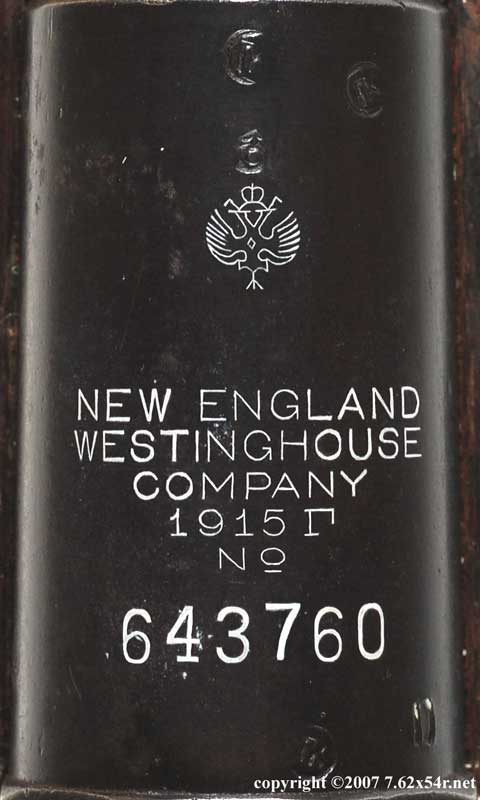 NEW ENGLAND
WESTINGHOUSE
COMPANY
1915 Г
Nº
643760
copyright ©2007 7.62x54r.net